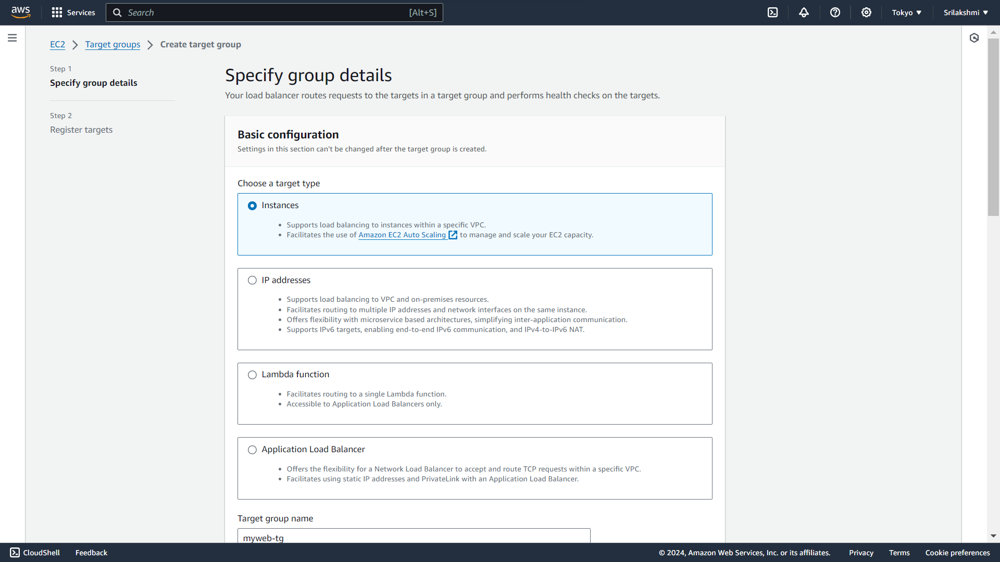 aws
Services
Search [Alt+S]
Tokyo
Srilakshmi
EC2 Target groups Create target group
Step 1
Specify group details
Step 2
Register targets
Specify group details
Your load balancer routes requests to the targets in a target group and performs health checks on the targets.
Basic configuration
Settings in this section can't be changed after the target group is created.
Choose a target type
Instances
• Supports load balancing to instances within a specific VPC.
• Facilitates the use of Amazon EC2 Auto Scaling to manage and scale your EC2 capacity.
IP addresses
• Supports load balancing to VPC and on-premises resources.
• Facilitates routing to multiple IP addresses and network interfaces on the same instance.
• Offers flexibility with microservice based architectures, simplifying inter-application communication.
• Supports IPv6 targets, enabling end-to-end IPv6 communication, and IPv4-to-IPv6 NAT.
Lambda function
• Facilitates routing to a single Lambda function.
• Accessible to Application Load Balancers only.
Application Load Balancer
• Offers the flexibility for a Network Load Balancer to accept and route TCP requests within a specific VPC.
• Facilitates using static IP addresses and PrivateLink with an Application Load Balancer.
Target group name
myweb-tg
CloudShell
Feedback
© 2024, Amazon Web Services, Inc. or its affiliates.
Privacy
Terms
Cookie preferences